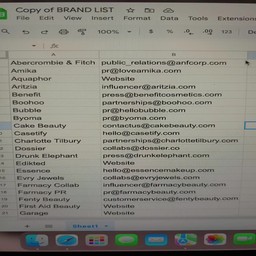 Copy of BRAND LIST
File Edit View Insert Format Data Tools Extension
100% $ % .0 .00 123
fx
A B
Abercrombie & Fitch public_relations@anfcorp.com
Amika pr@loveamika.com
Aquaphor Website
Aritzia influencer@aritzia.com
Benefit press@benefitcosmetics.com
Boohoo partnerships@boohoo.com
Bubble pr@hellobubble.com
Byoma pr@byoma.com
Cake Beauty contactus@cakebeauty.com
Casetify hello@casetify.com
Charlotte Tilbury partnerships@charlottetilbury.com
Dossier collabs@dossier.co
Drunk Elephant press@drunkelephant.com
Edikted Website
Essence hello@essencemakeup.com
Evry Jewels collabs@evryjewels.com
Farmacy Collab influencer@farmacybeauty.com
Farmacy PR pr@farmacybeauty.com
Fenty Beauty customerservice@fentybeauty.com
First Aid Beauty Website
Garage Website
Sheet1